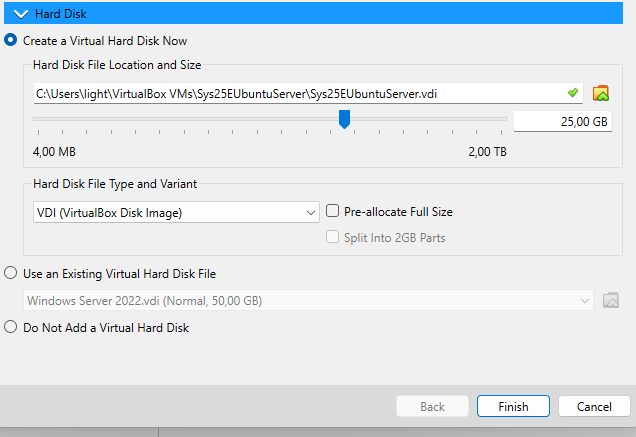 Hard Disk
Create a Virtual Hard Disk Now
Hard Disk File Location and Size
C:\Users\light\VirtualBox VMs\Sys25EUbuntuServer\Sys25EUbuntuServer.vdi
25,00 GB
4,00 MB 2,00 TB
Hard Disk File Type and Variant
VDI (VirtualBox Disk Image) Pre-allocate Full Size
Split Into 2GB Parts
Use an Existing Virtual Hard Disk File
Windows Server 2022.vdi (Normal, 50,00 GB)
Do Not Add a Virtual Hard Disk
Back Finish Cancel